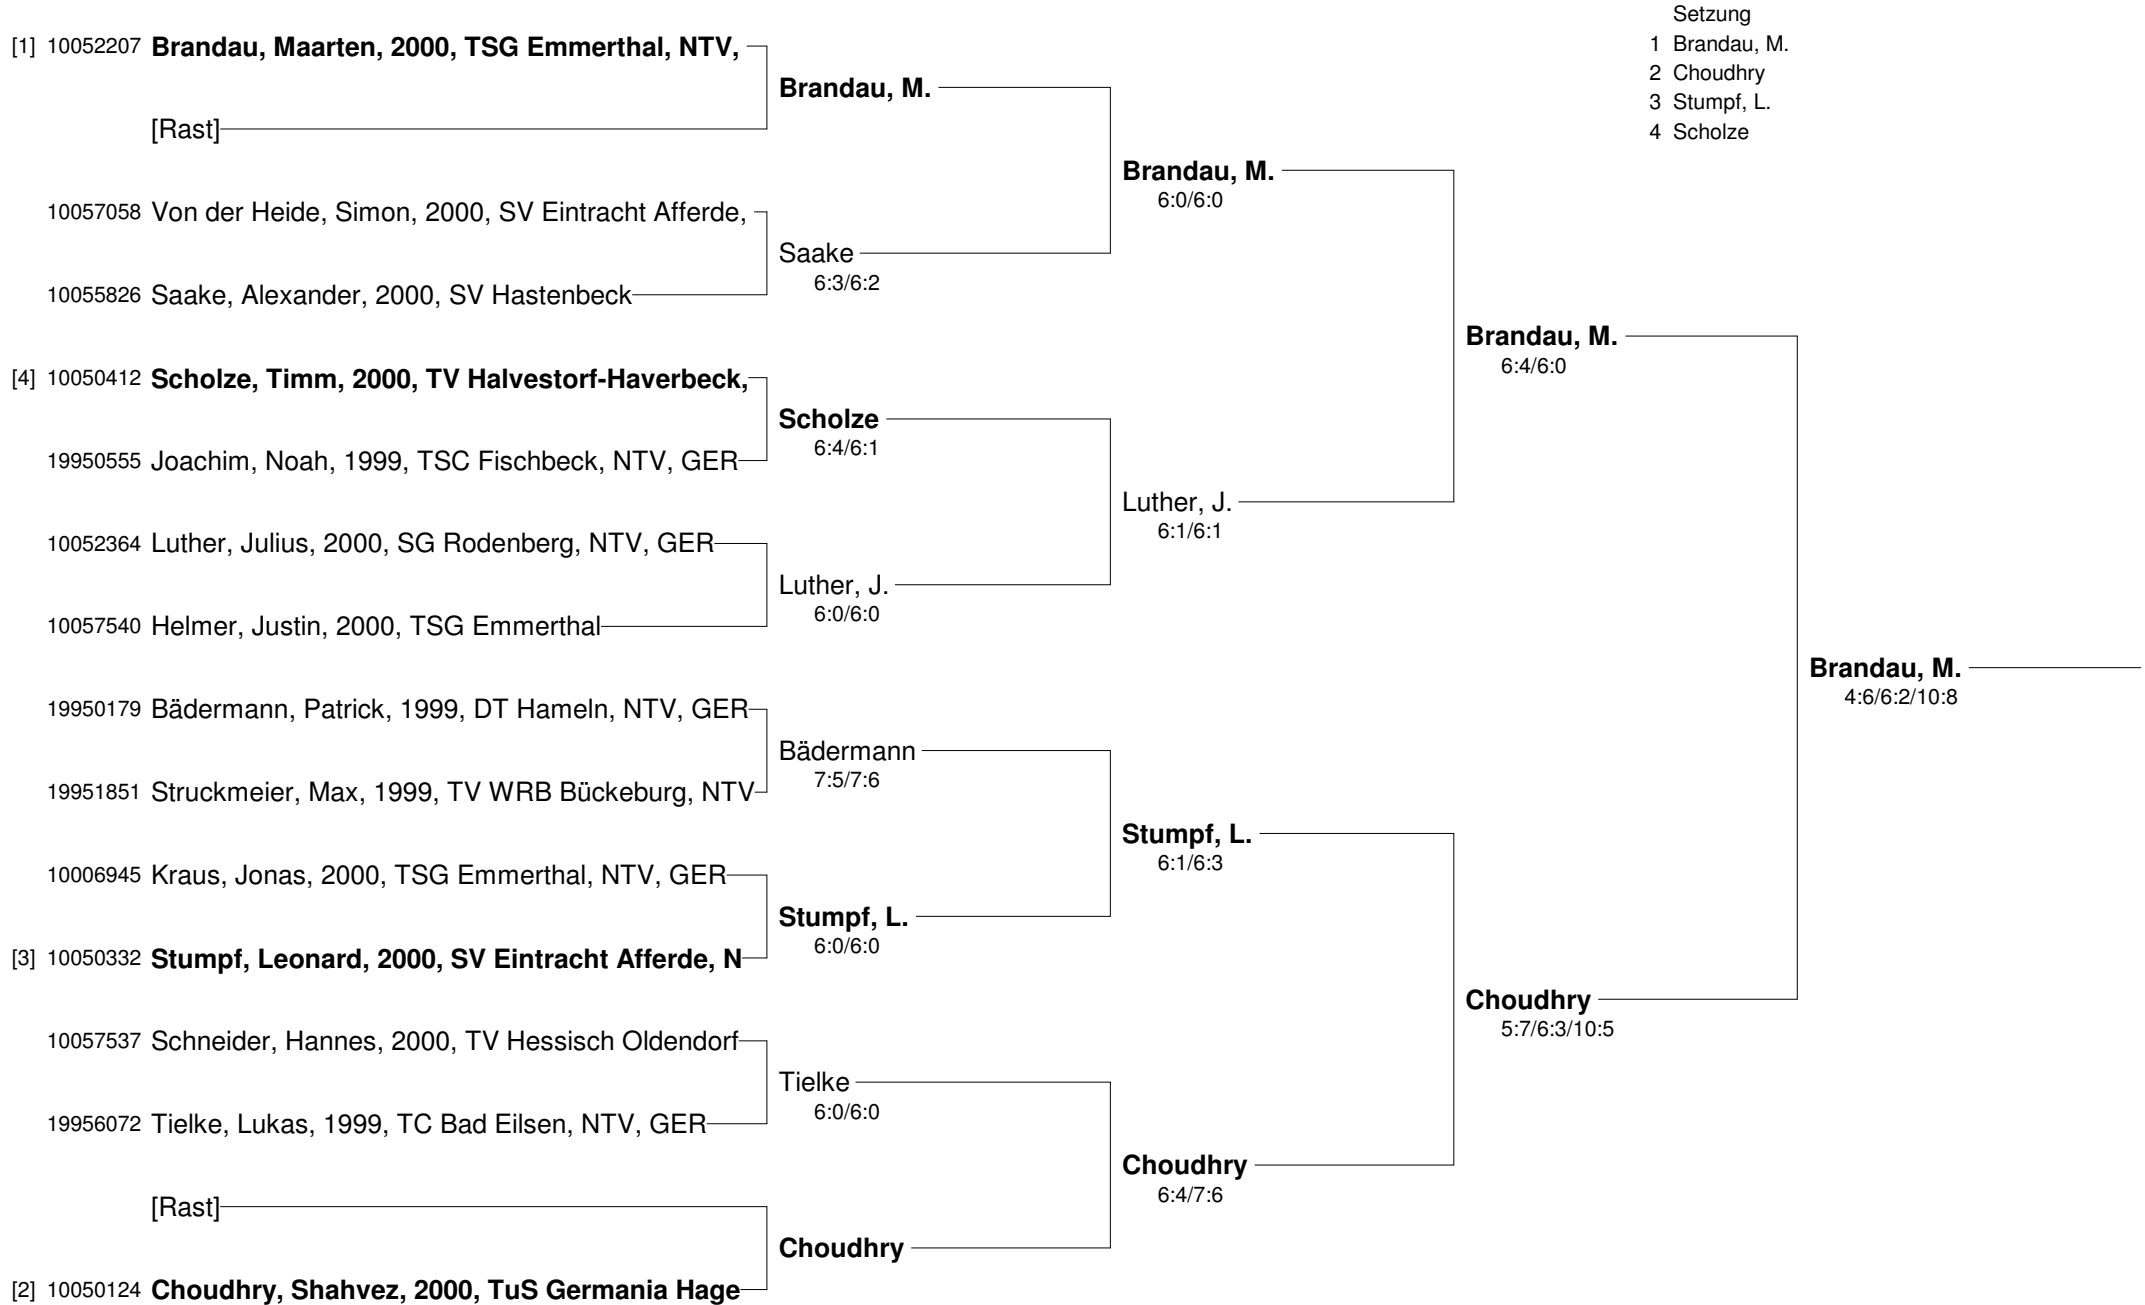 Setzung
1 Brandau, M.
2 Choudhry
3 Stumpf, L.
4 Scholze
[1] 10052207 Brandau, Maarten, 2000, TSG Emmerthal, NTV,
[Rast]
10057058 Von der Heide, Simon, 2000, SV Eintracht Afferde,
10055826 Saake, Alexander, 2000, SV Hastenbeck
[4] 10050412 Scholze, Timm, 2000, TV Halvestorf-Haverbeck,
19950555 Joachim, Noah, 1999, TSC Fischbeck, NTV, GER
10052364 Luther, Julius, 2000, SG Rodenberg, NTV, GER
10057540 Helmer, Justin, 2000, TSG Emmerthal
19950179 Bädermann, Patrick, 1999, DT Hameln, NTV, GER
19951851 Struckmeier, Max, 1999, TV WRB Bückeburg, NTV
10006945 Kraus, Jonas, 2000, TSG Emmerthal, NTV, GER
[3] 10050332 Stumpf, Leonard, 2000, SV Eintracht Afferde, N
10057537 Schneider, Hannes, 2000, TV Hessisch Oldendorf
19956072 Tielke, Lukas, 1999, TC Bad Eilsen, NTV, GER
[Rast]
[2] 10050124 Choudhry, Shahvez, 2000, TuS Germania Hage
Brandau, M.
Saake
6:3/6:2
Scholze
6:4/6:1
Luther, J.
6:0/6:0
Bädermann
7:5/7:6
Stumpf, L.
6:0/6:0
Tielke
6:0/6:0
Choudhry
Brandau, M.
6:0/6:0
Luther, J.
6:1/6:1
Stumpf, L.
6:1/6:3
Choudhry
6:4/7:6
Brandau, M.
6:4/6:0
Choudhry
5:7/6:3/10:5
Brandau, M.
4:6/6:2/10:8